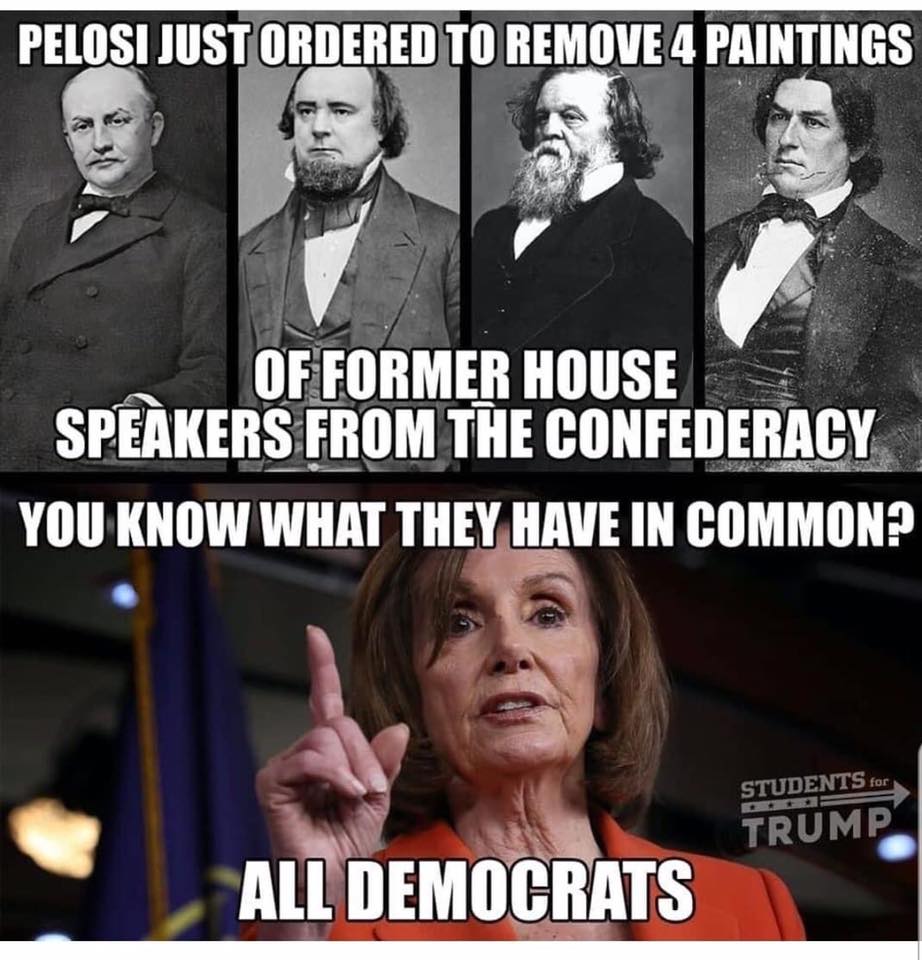 PELOSI JUST ORDERED TO REMOVE 4 PAINTINGS
OF FORMER HOUSE
SPEAKERS FROM THE CONFEDERACY
YOU KNOW WHAT THEY HAVE IN COMMON?
STUDENTS for
TRUMP
ALL DEMOCRATS